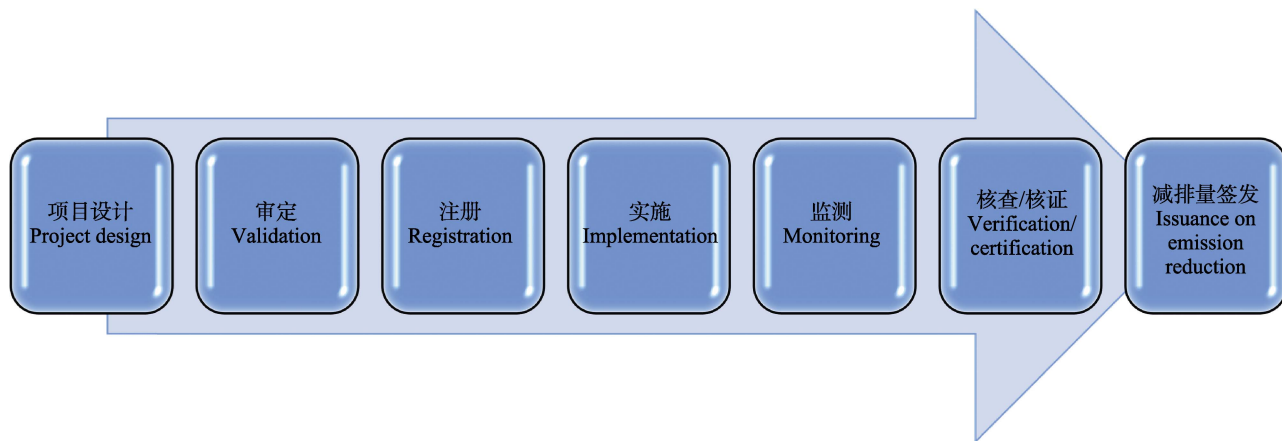 项目设计
Project design
审定
Validation
注册
Registration
实施
Implementation
监测
Monitoring
核查/核证
Verification/
certification
减排量签发
Issuance on
emission
reduction